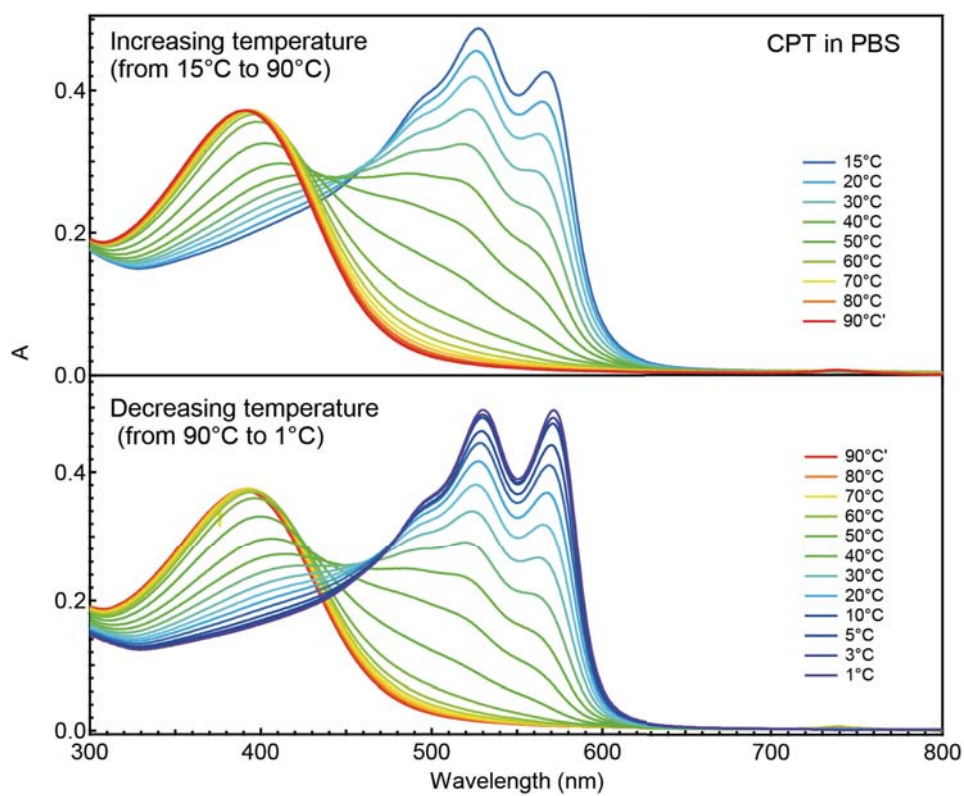 Increasing temperature
(from 15°C to 90°C)
CPT in PBS
0.4
0.2
0.0
15°C
20°C
30°C
40°C
50°C
60°C
70°C
80°C
90°C'
A
Decreasing temperature
(from 90°C to 1°C)
0.4
0.2
0.0
90°C'
80°C
70°C
60°C
50°C
40°C
30°C
20°C
10°C
5°C
3°C
1°C
300 400 500 600 700 800
Wavelength (nm)